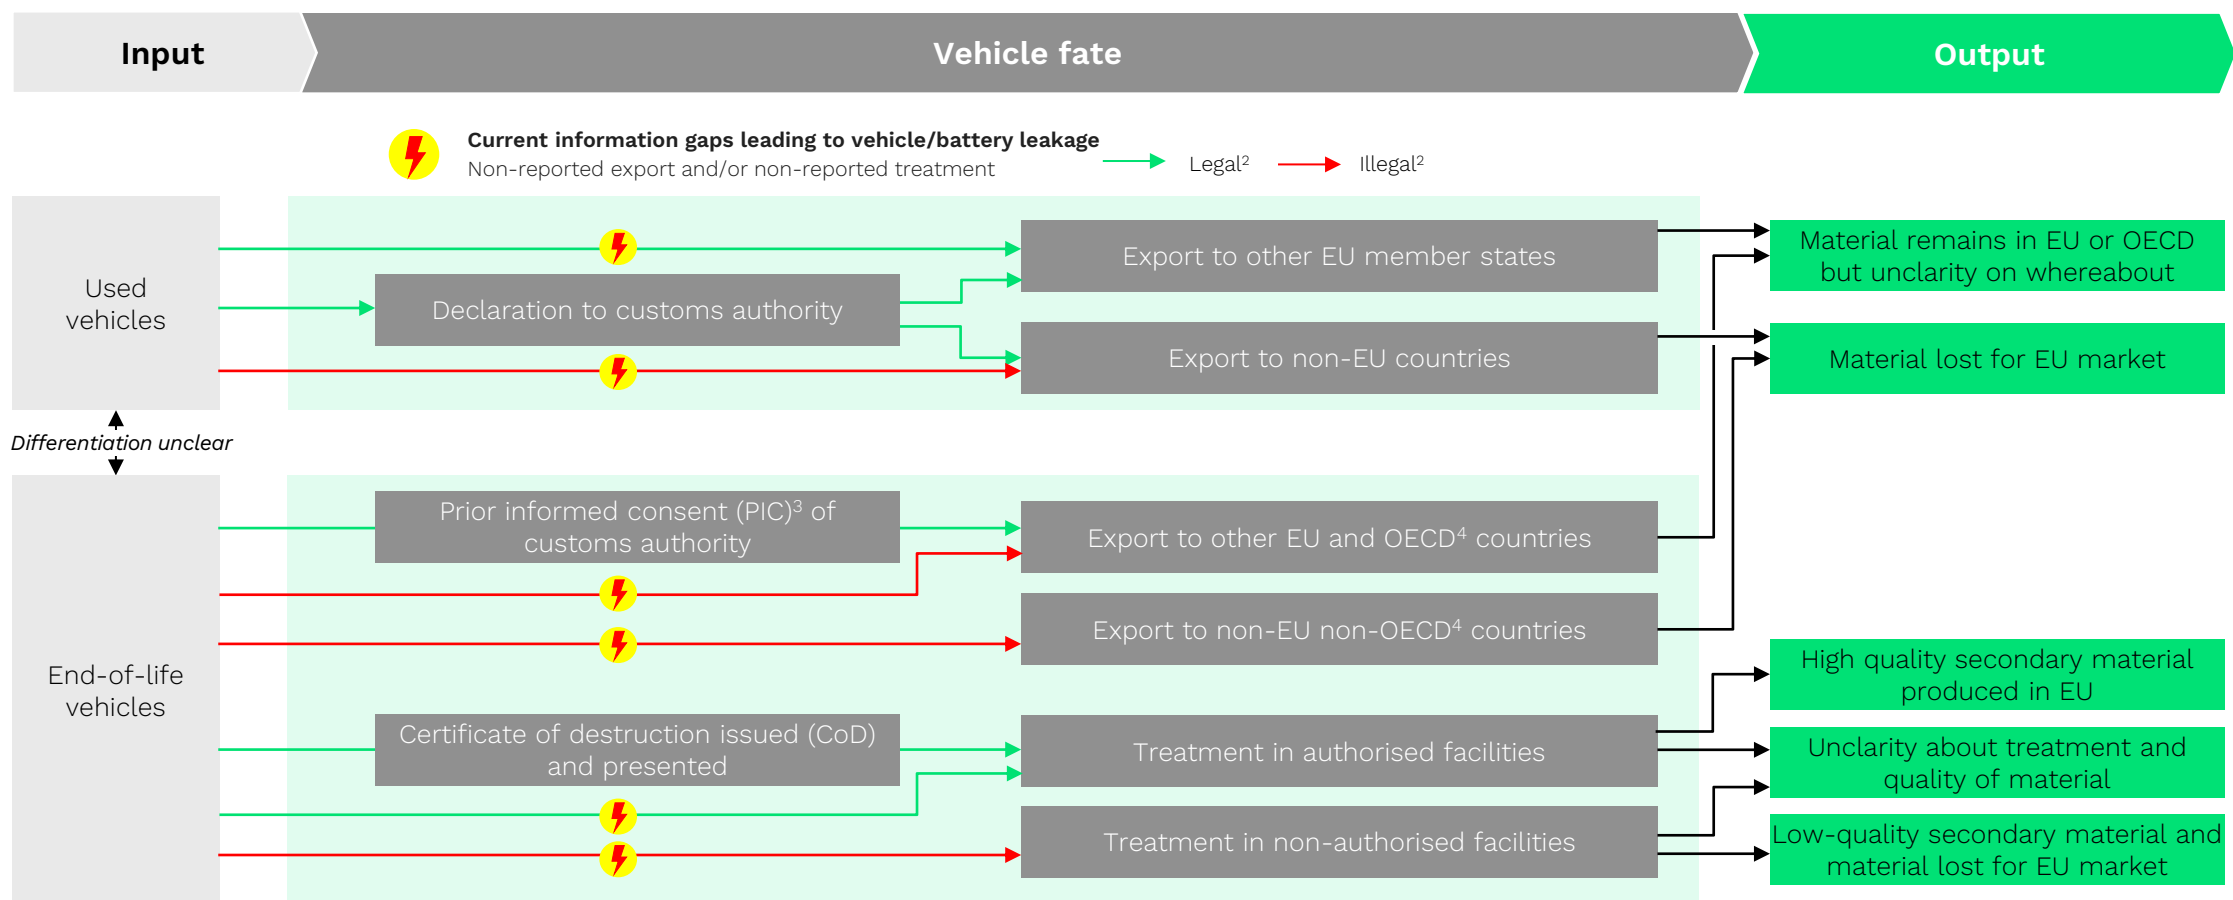 Input
Vehicle fate
Output
Current information gaps leading to vehicle/battery leakage
Non-reported export and/or non-reported treatment
Legal²
Illegal²
Used
vehicles
Declaration to customs authority
Export to other EU member states
Export to non-EU countries
Material remains in EU or OECD
but unclarity on whereabout
Material lost for EU market
Differentiation unclear
End-of-life
vehicles
Prior informed consent (PIC)³ of
customs authority
Export to other EU and OECD⁴ countries
Export to non-EU non-OECD⁴ countries
Certificate of destruction issued (CoD)
and presented
Treatment in authorised facilities
Treatment in non-authorised facilities
High quality secondary material
produced in EU
Unclarity about treatment and
quality of material
Low-quality secondary material and
material lost for EU market